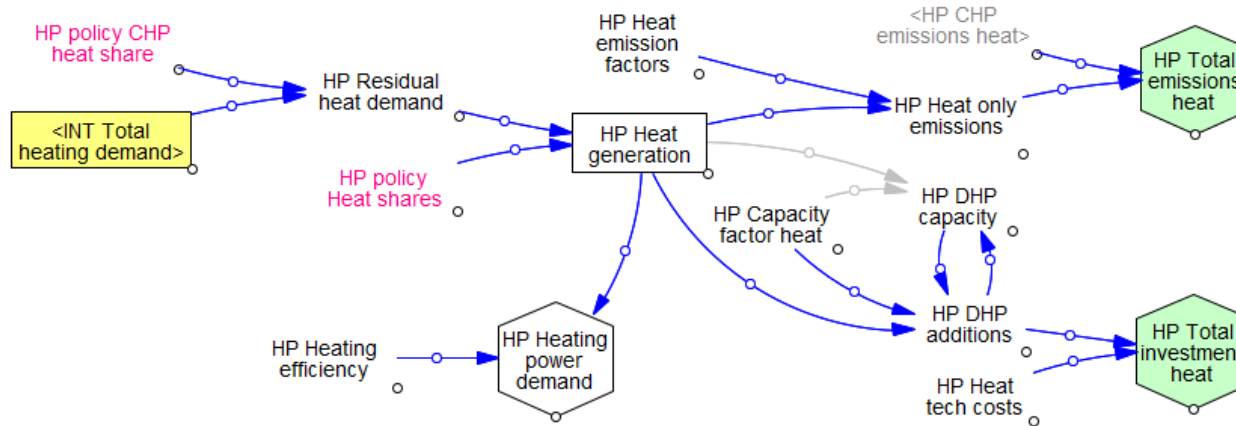 HP policy CHP
heat share
<INT Total
heating demand>
HP Residual
heat demand
HP policy
Heat shares
HP Heat
emission
factors
HP Heat
generation
<HP CHP
emissions heat>
HP Heat only
emissions
HP Total
emissions
heat
HP Capacity
factor heat
HP DHP
capacity
HP DHP
additions
HP Heating
efficiency
HP Heating
power
demand
HP Heat
tech costs
HP Total
investment
heat